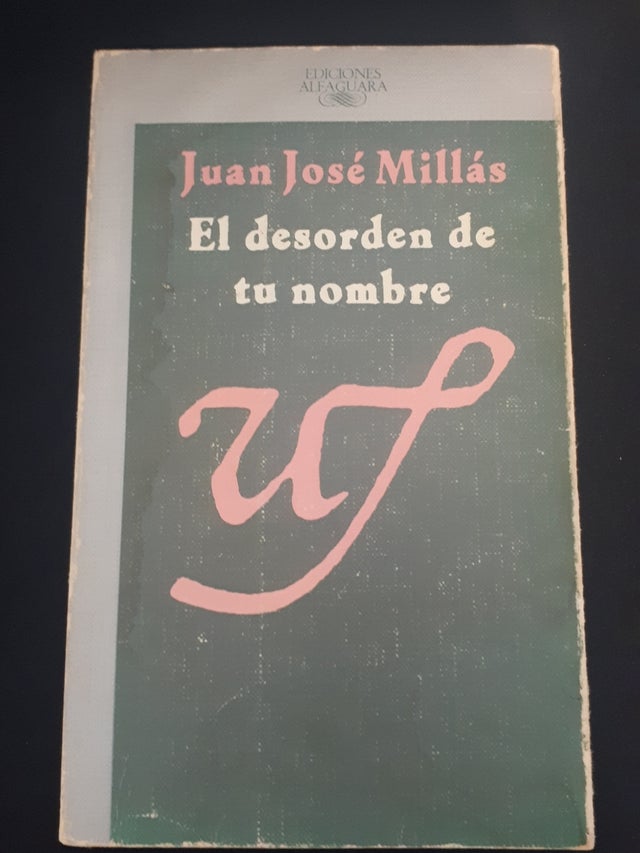 EDICIONES
ALFAGUARA
Juan José Millás
El desorden de
tu nombre